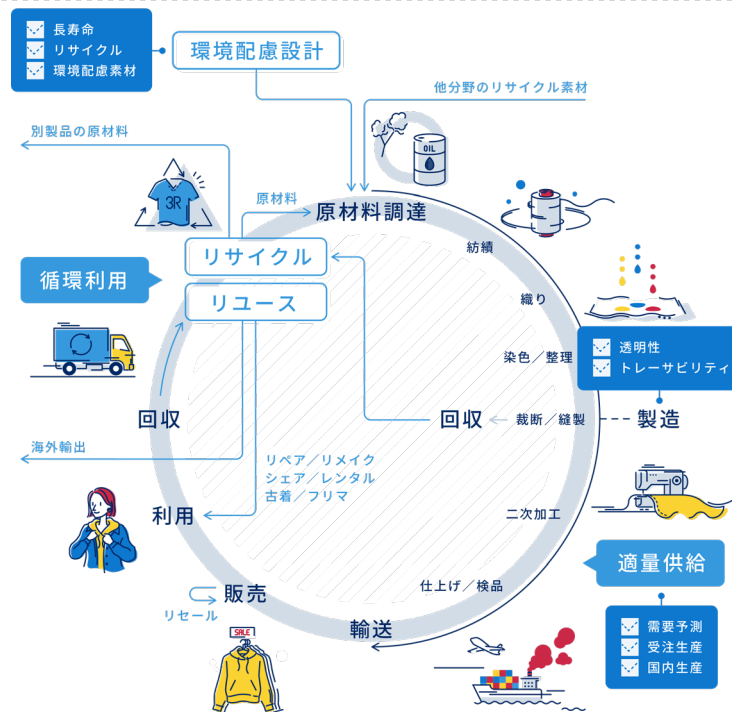 長寿命
リサイクル
環境配慮素材
環境配慮設計
他分野のリサイクル素材
別製品の原材料
OIL
3R
原材料
原材料調達
紡績
リサイクル
循環利用
リユース
織り
染色／整理
透明性
トレーサビリティ
回収
回収
裁断／縫製
製造
海外輸出
リペア／リメイク
シェア／レンタル
古着／フリマ
利用
二次加工
適量供給
仕上げ／検品
販売
リセール
輸送
SALE
需要予測
受注生産
国内生産